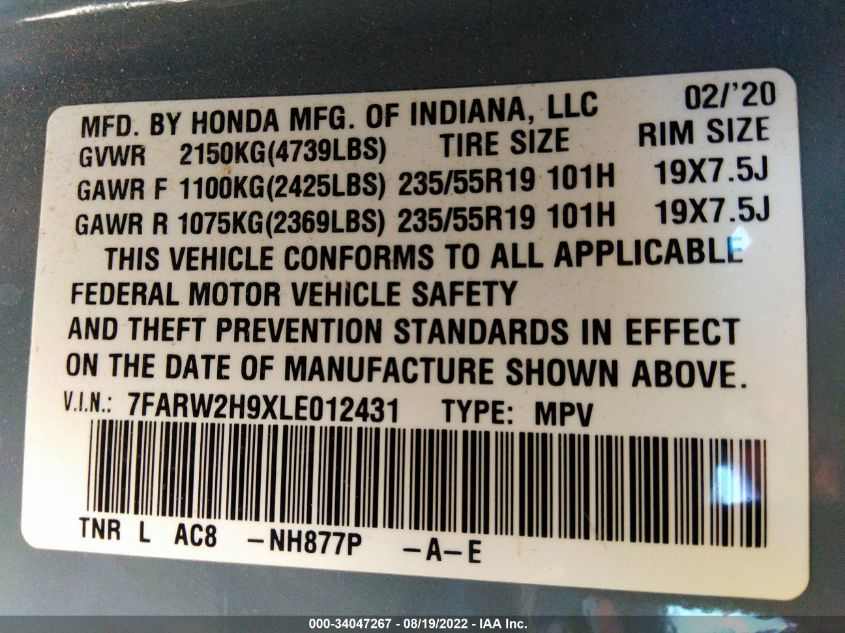 MFD. BY HONDA MFG. OF INDIANA, LLC 02/'20
GVWR 2150KG(4739LBS) TIRE SIZE RIM SIZE
GAWR F 1100KG(2425LBS) 235/55R19 101H 19X7.5J
GAWR R 1075KG(2369LBS) 235/55R19 101H 19X7.5J
THIS VEHICLE CONFORMS TO ALL APPLICABLE
FEDERAL MOTOR VEHICLE SAFETY
AND THEFT PREVENTION STANDARDS IN EFFECT
ON THE DATE OF MANUFACTURE SHOWN ABOVE.
V.I.N.: 7FARW2H9XLE012431 TYPE: MPV
TNR L AC8 -NH877P -A-E
000-34047267 - 08/19/2022 - IAA Inc.